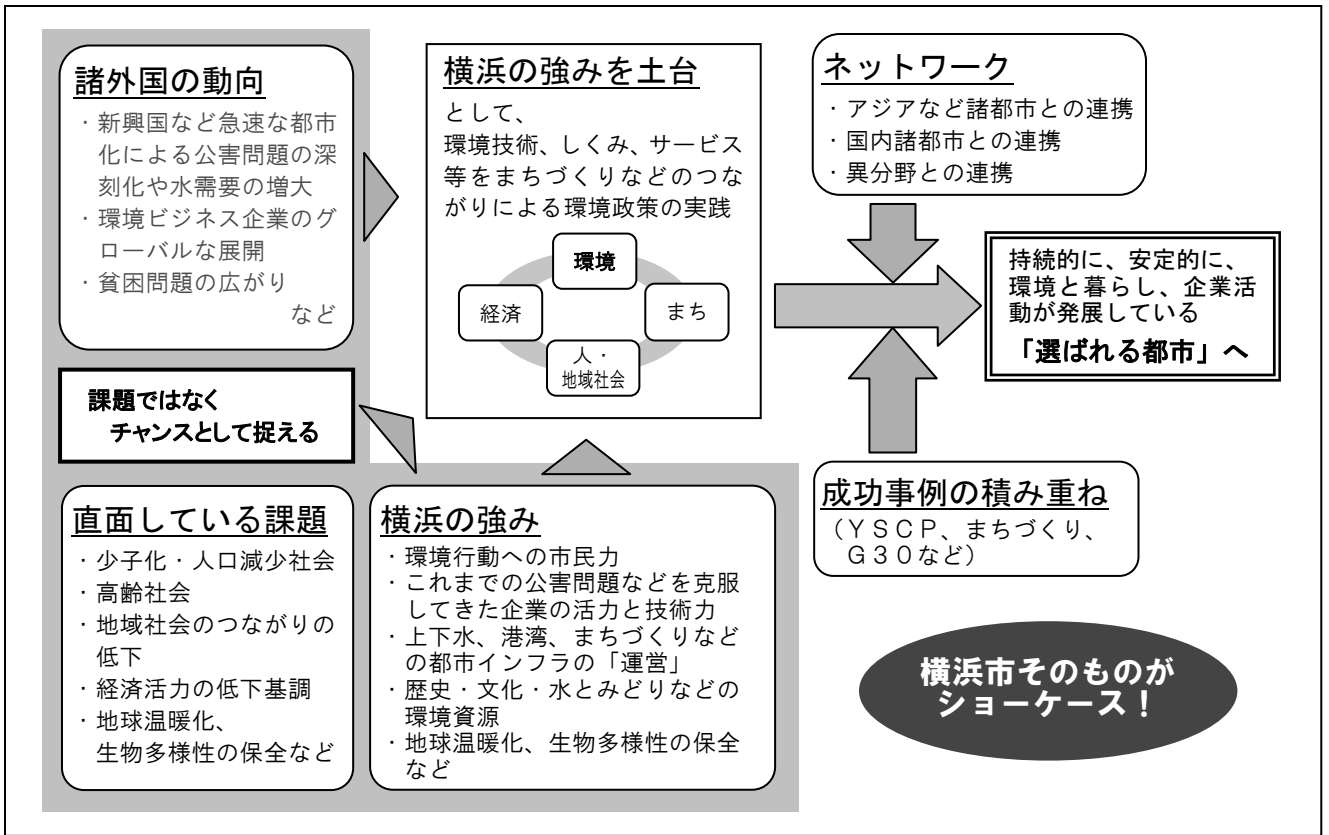 諸外国の動向
・新興国など急速な都市
化による公害問題の深
刻化や水需要の増大
・環境ビジネス企業のグ
ローバルな展開
・貧困問題の広がり
など
課題ではなく
チャンスとして捉える
直面している課題
・少子化・人口減少社会
・高齢社会
・地域社会のつながりの
低下
・経済活力の低下基調
・地球温暖化、
生物多様性の保全など
横浜の強み
・環境行動への市民力
・これまでの公害問題などを克服
してきた企業の活力と技術力
・上下水、港湾、まちづくりなど
の都市インフラの「運営」
・歴史・文化・水とみどりなどの
環境資源
・地球温暖化、生物多様性の保全
など
横浜の強みを土台
として、
環境技術、しくみ、サービス
等をまちづくりなどのつな
がりによる環境政策の実践
環境
経済
まち
人・
地域社会
ネットワーク
・アジアなど諸都市との連携
・国内諸都市との連携
・異分野との連携
持続的に、安定的に、
環境と暮らし、企業活
動が発展している
「選ばれる都市」へ
成功事例の積み重ね
（ＹＳＣＰ、まちづくり、
Ｇ３０など）
横浜市そのものが
ショーケース！